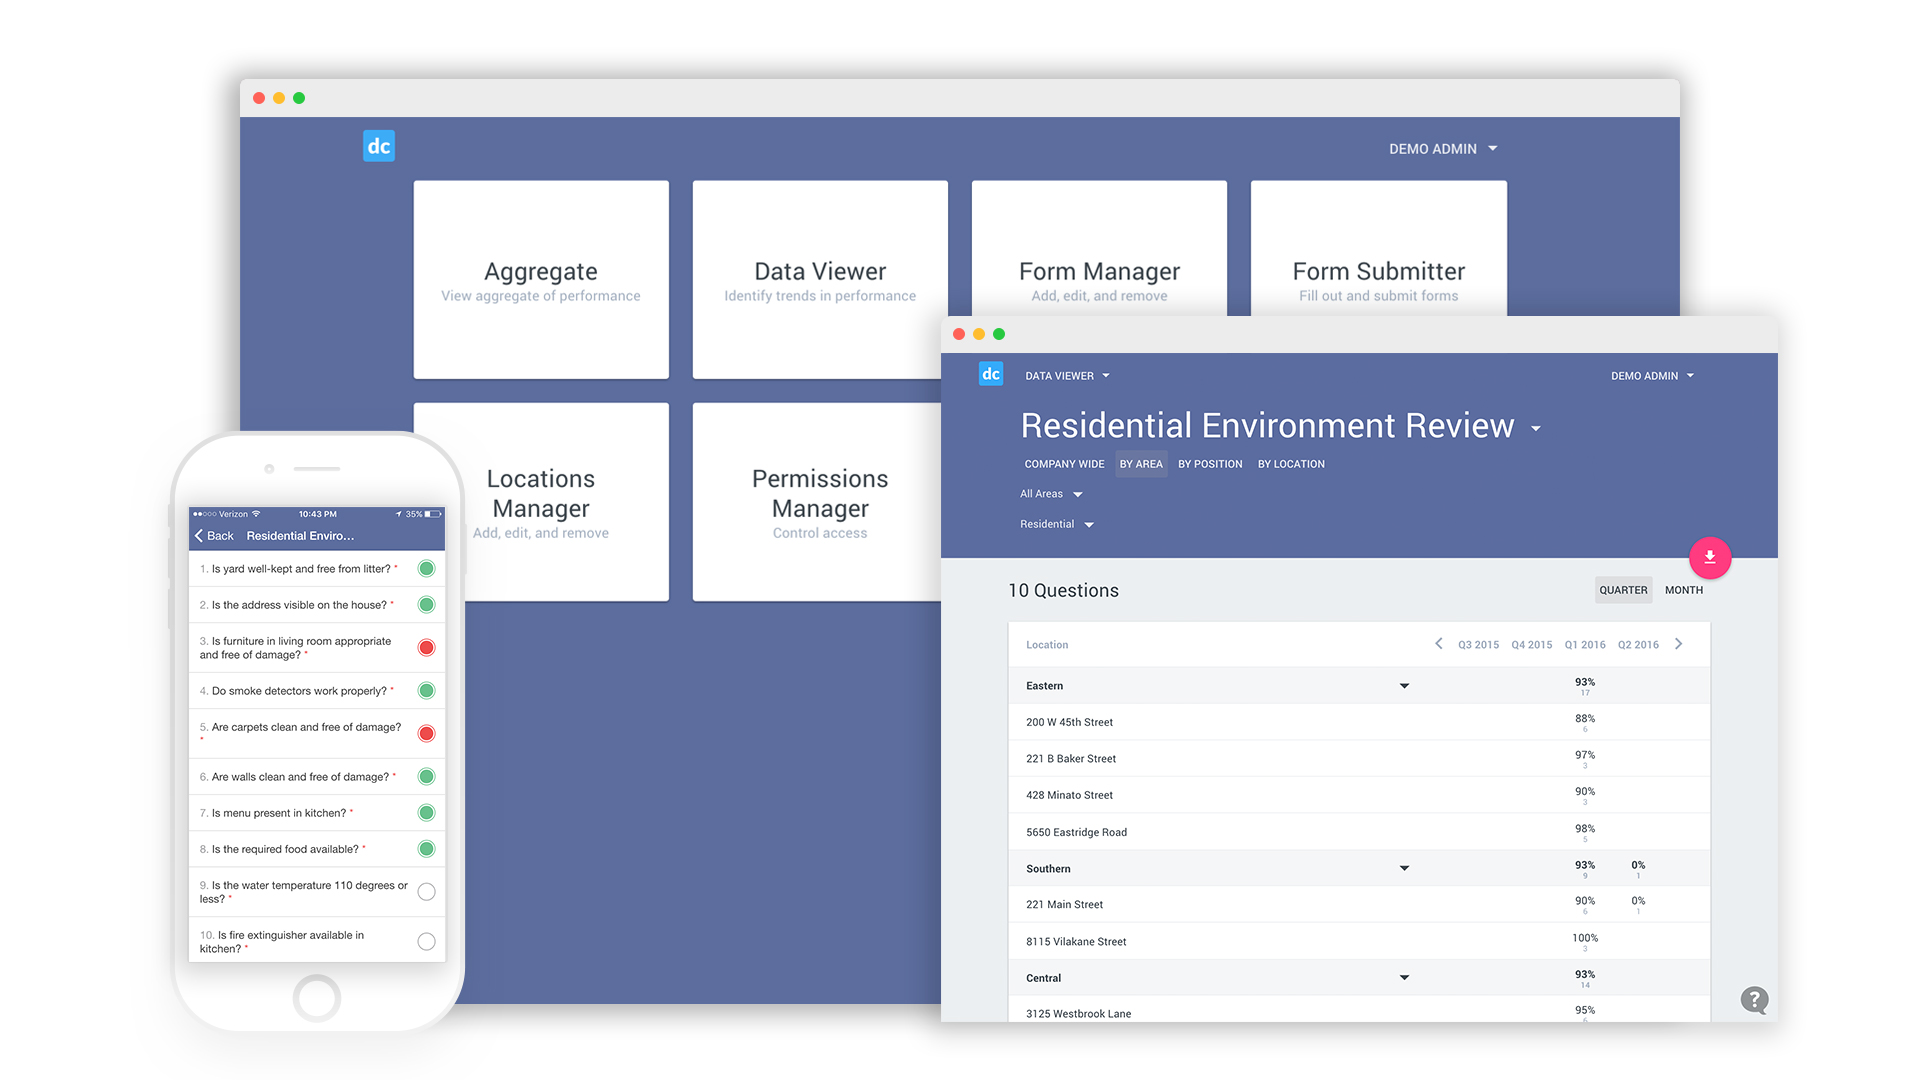 dc
DEMO ADMIN
Aggregate
View aggregate of performance
Data Viewer
Identify trends in performance
Form Manager
Add, edit, and remove
Form Submitter
Fill out and submit forms
Locations
Manager
Add, edit, and remove
Permissions
Manager
Control access
Verizon 10:43 PM 35%
Back Residential Enviro...
1. Is yard well-kept and free from litter? *
2. Is the address visible on the house? *
3. Is furniture in living room appropriate
and free of damage? *
4. Do smoke detectors work properly? *
5. Are carpets clean and free of damage?
*
6. Are walls clean and free of damage? *
7. Is menu present in kitchen? *
8. Is the required food available? *
9. Is the water temperature 110 degrees or
less? *
10. Is fire extinguisher available in
kitchen? *
dc DATA VIEWER DEMO ADMIN
Residential Environment Review
COMPANY WIDE BY AREA BY POSITION BY LOCATION
All Areas
Residential
10 Questions QUARTER MONTH
Location Q3 2015 Q4 2015 Q1 2016 Q2 2016
Eastern 93%
17
200 W 45th Street 88%
6
221 B Baker Street 97%
3
428 Minato Street 90%
3
5650 Eastridge Road 98%
5
Southern 93% 0%
9 1
221 Main Street 90% 0%
6 1
8115 Vilakane Street 100%
3
Central 93%
14
3125 Westbrook Lane 95%
?